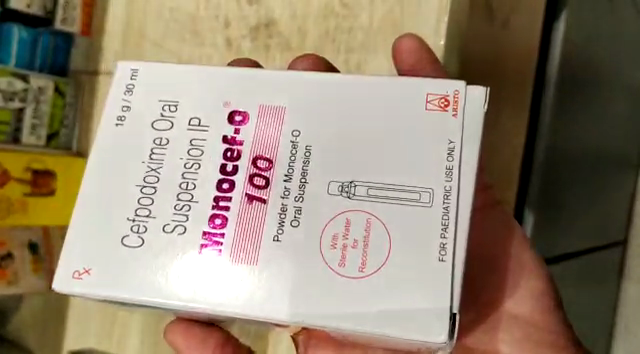 18 g / 30 ml
Rx
Cefpodoxime Oral
Suspension IP
Monocef-O®
100
Powder for Monocef-O
Oral Suspension
With
Sterile Water
for
Reconstitution
ARISTO
FOR PAEDIATRIC USE ONLY